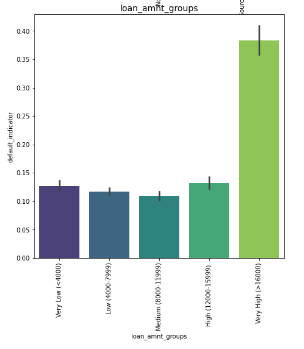 loan_amnt_groups
0.40
0.35
0.30
0.25
0.20
0.15
0.10
0.05
0.00
default_indicator
Very Low (<4000)
Low (4000-7999)
Medium (8000-11999)
High (12000-15999)
Very High (>16000)
loan_amnt_groups